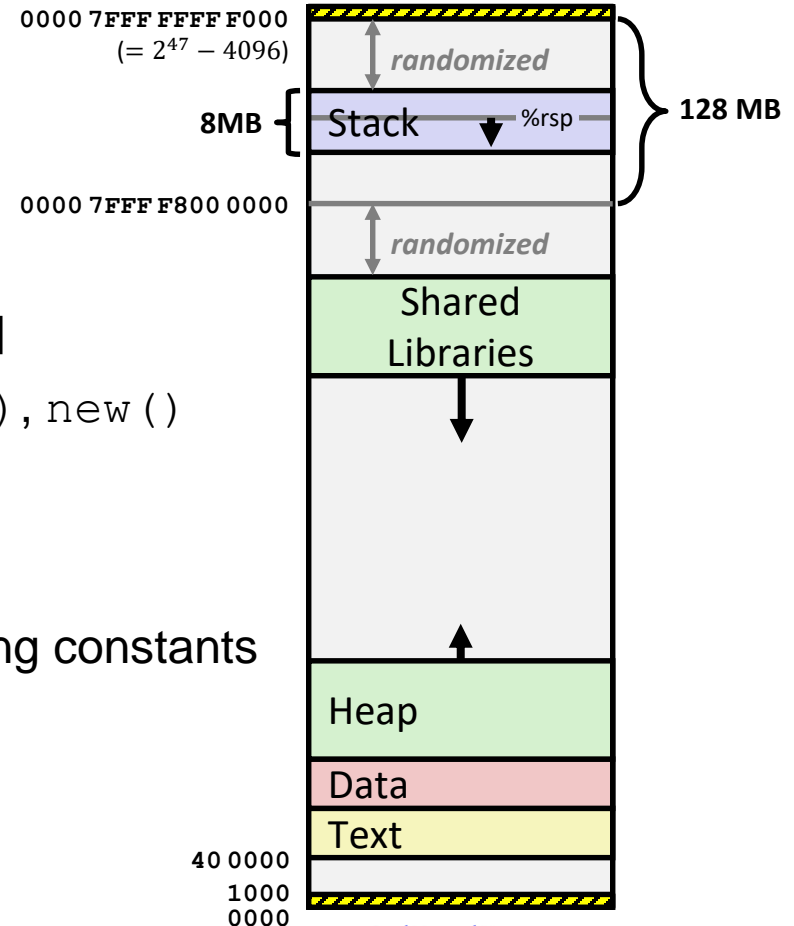 0000 7FFF FFFF F000
(= 2^47 − 4096)
randomized
128 MB
8MB
Stack
%rsp
0000 7FFF F800 0000
randomized
Shared
Libraries
), new()
ng constants
Heap
Data
Text
40 0000
1000
0000